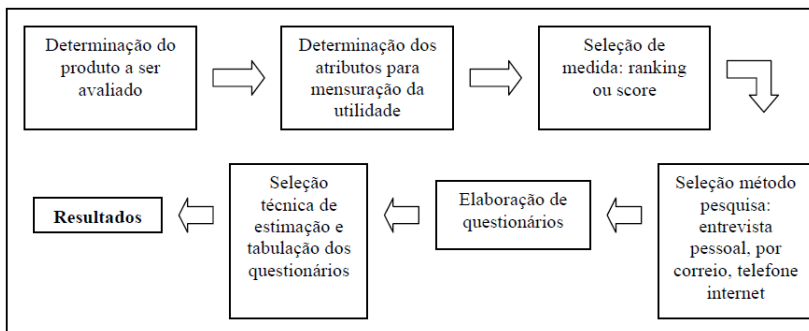 Determinação do
produto a ser
avaliado
Determinação dos
atributos para
mensuração da
utilidade
Seleção de
medida: ranking
ou score
Seleção método
pesquisa:
entrevista
pessoal, por
correio, telefone
internet
Elaboração de
questionários
Seleção
técnica de
estimação e
tabulação dos
questionários
Resultados